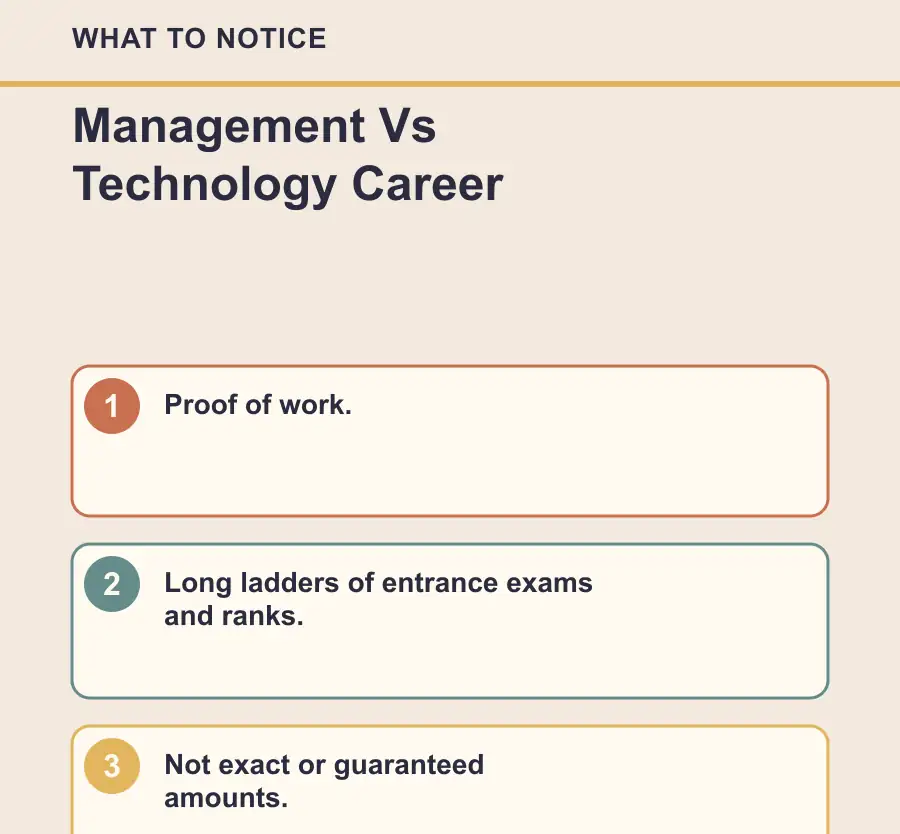 WHAT TO NOTICE
Management Vs
Technology Career
1
Proof of work.
2
Long ladders of entrance exams
and ranks.
3
Not exact or guaranteed
amounts.